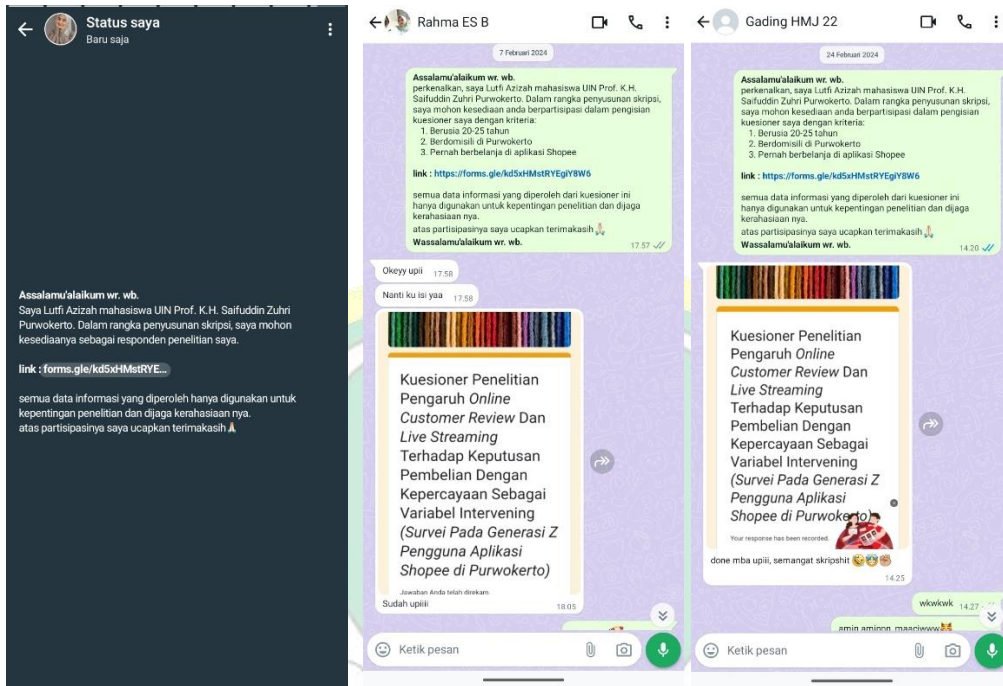 Status saya
Baru saja
Assalamu'alaikum wr. wb.
Saya Lutfi Azizah mahasiswa UIN Prof. K.H. Saifuddin Zuhri
Purwokerto. Dalam rangka penyusunan skripsi, saya mohon
kesediaanya sebagai responden penelitian saya.
link : forms.gle/kd5xHMstRYE...
semua data informasi yang diperoleh hanya digunakan untuk
kepentingan penelitian dan dijaga kerahasiaan nya.
atas partisipasinya saya ucapkan terimakasih🙏🏻
Rahma ES B
7 Februari 2024
Assalamu'alaikum wr. wb.
perkenalkan, saya Lutfi Azizah mahasiswa UIN Prof. K.H.
Saifuddin Zuhri Purwokerto. Dalam rangka penyusunan skripsi,
saya mohon kesediaan anda berpartisipasi dalam pengisian
kuesioner saya dengan kriteria:
1. Berusia 20-25 tahun
2. Berdomisili di Purwokerto
3. Pernah berbelanja di aplikasi Shopee
link : https://forms.gle/kd5xHMstRYEgiY8W6
semua data informasi yang diperoleh dari kuesioner ini
hanya digunakan untuk kepentingan penelitian dan dijaga
kerahasiaan nya.
atas partisipasinya saya ucapkan terimakasih🙏🏻
Wassalamu'alaikum wr. wb.
17.57
Okeyy upii 17.58
Nanti ku isi yaa 17.58
Kuesioner Penelitian
Pengaruh Online
Customer Review Dan
Live Streaming
Terhadap Keputusan
Pembelian Dengan
Kepercayaan Sebagai
Variabel Intervening
(Survei Pada Generasi Z
Pengguna Aplikasi
Shopee di Purwokerto)
Jawaban Anda telah direkam.
Sudah upiiii 18.05
Ketik pesan
Gading HMJ 22
24 Februari 2024
Assalamu'alaikum wr. wb.
perkenalkan, saya Lutfi Azizah mahasiswa UIN Prof. K.H.
Saifuddin Zuhri Purwokerto. Dalam rangka penyusunan skripsi,
saya mohon kesediaan anda berpartisipasi dalam pengisian
kuesioner saya dengan kriteria:
1. Berusia 20-25 tahun
2. Berdomisili di Purwokerto
3. Pernah berbelanja di aplikasi Shopee
link : https://forms.gle/kd5xHMstRYEgiY8W6
semua data informasi yang diperoleh dari kuesioner ini
hanya digunakan untuk kepentingan penelitian dan dijaga
kerahasiaan nya.
atas partisipasinya saya ucapkan terimakasih🙏🏻
Wassalamu'alaikum wr. wb.
14.20
Kuesioner Penelitian
Pengaruh Online
Customer Review Dan
Live Streaming
Terhadap Keputusan
Pembelian Dengan
Kepercayaan Sebagai
Variabel Intervening
(Survei Pada Generasi Z
Pengguna Aplikasi
Shopee di Purwokerto)
Your response has been recorded.
done mba upiii, semangat skripshit
14.25
wkwkwk 14.27
Ketik pesan